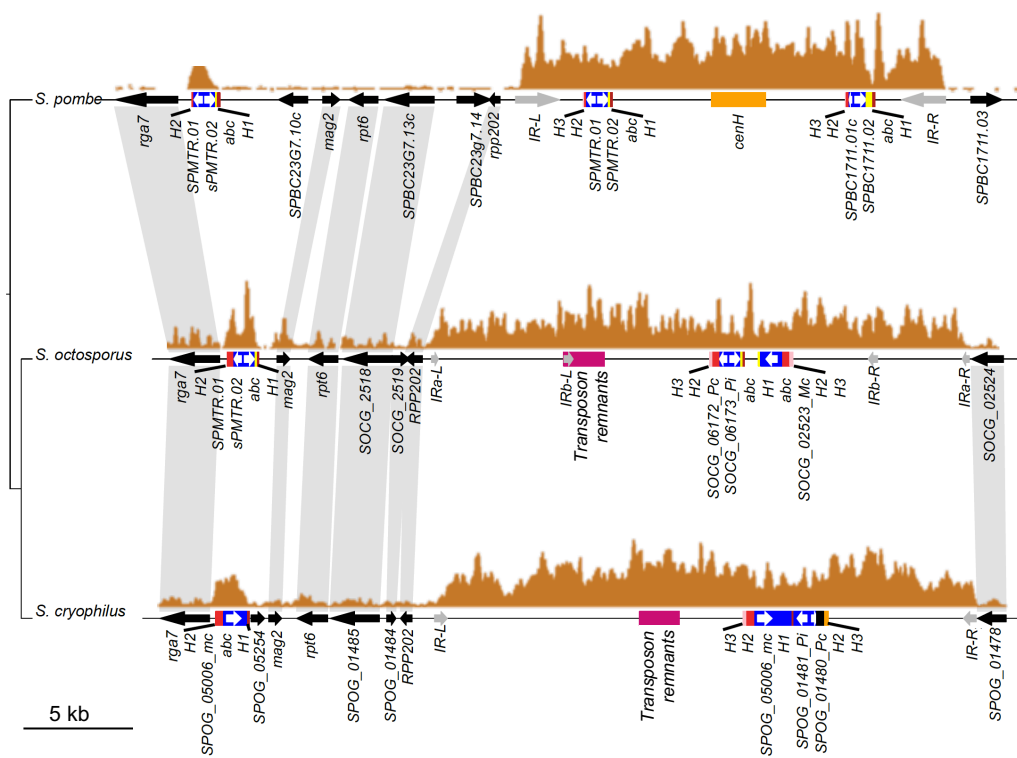 S. pombe
rga7
H2
SPMTR.01
sPMTR.02
abc
H1
SPBC23G7.10c
mag2
rpt6
SPBC23G7.13c
SPBC23g7.14
rpp202
IR-L
H3
H2
SPMTR.01
SPMTR.02
abc
H1
cenH
H3
H2
SPBC1711.01c
SPBC1711.02
abc
H1
IR-R
SPBC1711.03
S. octosporus
rga7
H2
SPMTR.01
sPMTR.02
abc
H1
mag2
rpt6
SOCG_2518
SOCG_2519
RPP202
IRa-L
IRb-L
Transposon
remnants
H3
H2
SOCG_06172_Pc
SOCG_06173_Pi
abc
H1
abc
SOCG_02523_Mc
H2
H3
IRb-R
IRa-R
SOCG_02524
S. cryophilus
rga7
H2
SPOG_05006_mc
abc
H1
SPOG_05254
mag2
rpt6
SPOG_01485
SPOG_01484
RPP202
IR-L
Transposon
remnants
H3
H2
SPOG_05006_mc
H1
SPOG_01481_Pi
SPOG_01480_Pc
H2
H3
IR-R
SPOG_01478
5 kb